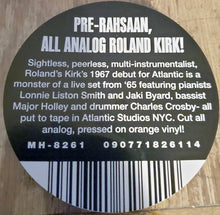 PRE-RAHSAAN,
ALL ANALOG ROLAND KIRK!
Sightless, peerless, multi-instrumentalist,
Roland's Kirk's 1967 debut for Atlantic is a
monster of a live set from '65 featuring pianists
Lonnie Liston Smith and Jaki Byard, bassist
Major Holley and drummer Charles Crosby- all
put to tape in Atlantic Studios NYC. Cut all
analog, pressed on orange vinyl!
MH-8261 090771826114